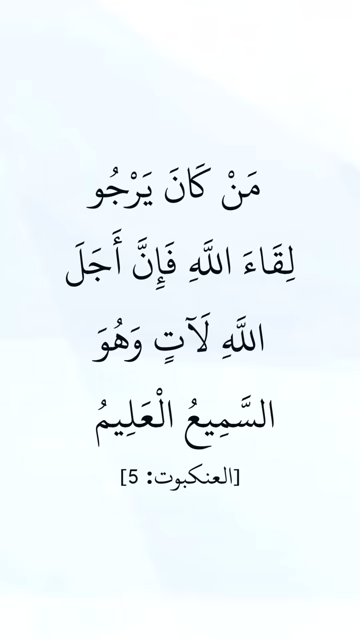 مَنْ كَانَ يَرْجُو
لِقَاءَ اللَّهِ فَإِنَّ أَجَلَ
اللَّهِ لَآتٍ وَهُوَ
السَّمِيعُ الْعَلِيمُ
[العنكبوت: 5]